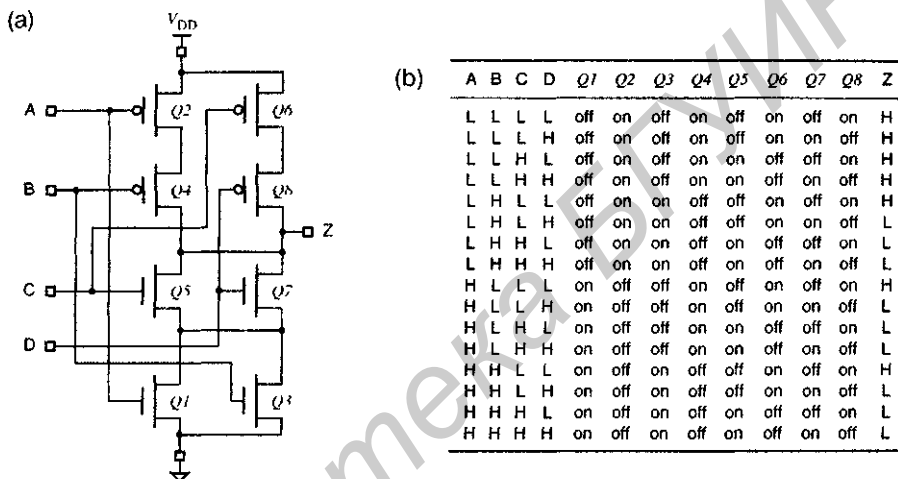 (a)
V_DD
A
Q2
Q6
B
Q4
Q8
Z
C
Q5
Q7
D
Q1
Q3
(b)
A B C D Q1 Q2 Q3 Q4 Q5 Q6 Q7 Q8 Z
L L L L off on off on off on off on H
L L L H off on off on off on on off H
L L H L off on off on on off off on H
L L H H off on off on on off on off H
L H L L off on on off off on off on H
L H L H off on on off off on on off L
L H H L off on on off on off off on L
L H H H off on on off on off on off L
H L L L on off off on off on off on H
H L L H on off off on off on on off L
H L H L on off off on on off off on L
H L H H on off off on on off on off L
H H L L on off on off off on off on H
H H L H on off on off off on on off L
H H H L on off on off on off off on L
H H H H on off on off on off on off L
тека БГУИР